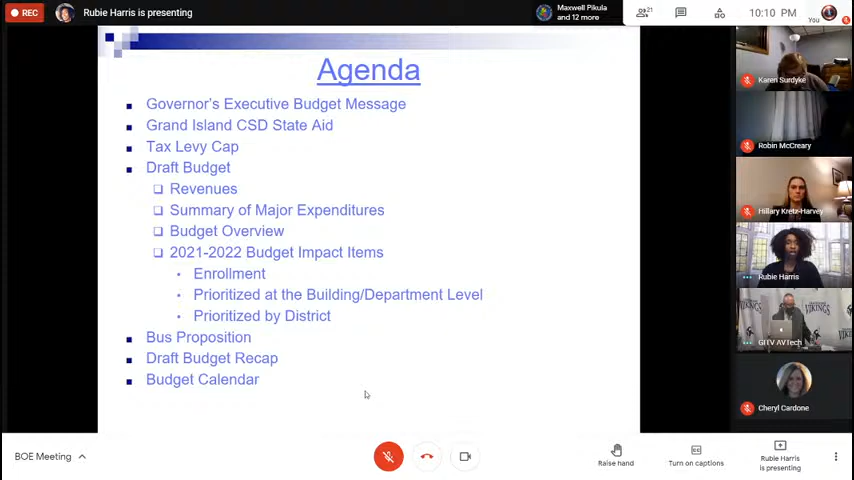 REC
Rubie Harris is presenting
Maxwell Pikula
and 12 more
21
10:10 PM
You
Agenda
Governor's Executive Budget Message
Grand Island CSD State Aid
Tax Levy Cap
Draft Budget
Revenues
Summary of Major Expenditures
Budget Overview
2021-2022 Budget Impact Items
Enrollment
Prioritized at the Building/Department Level
Prioritized by District
Bus Proposition
Draft Budget Recap
Budget Calendar
Karen Surdyke
Robin McCreary
Hillary Kretz-Harvey
Rubie Harris
VIKINGS
GITV AVTech
Cheryl Cardone
BOE Meeting
Raise hand
Turn on captions
Rubie Harris
is presenting